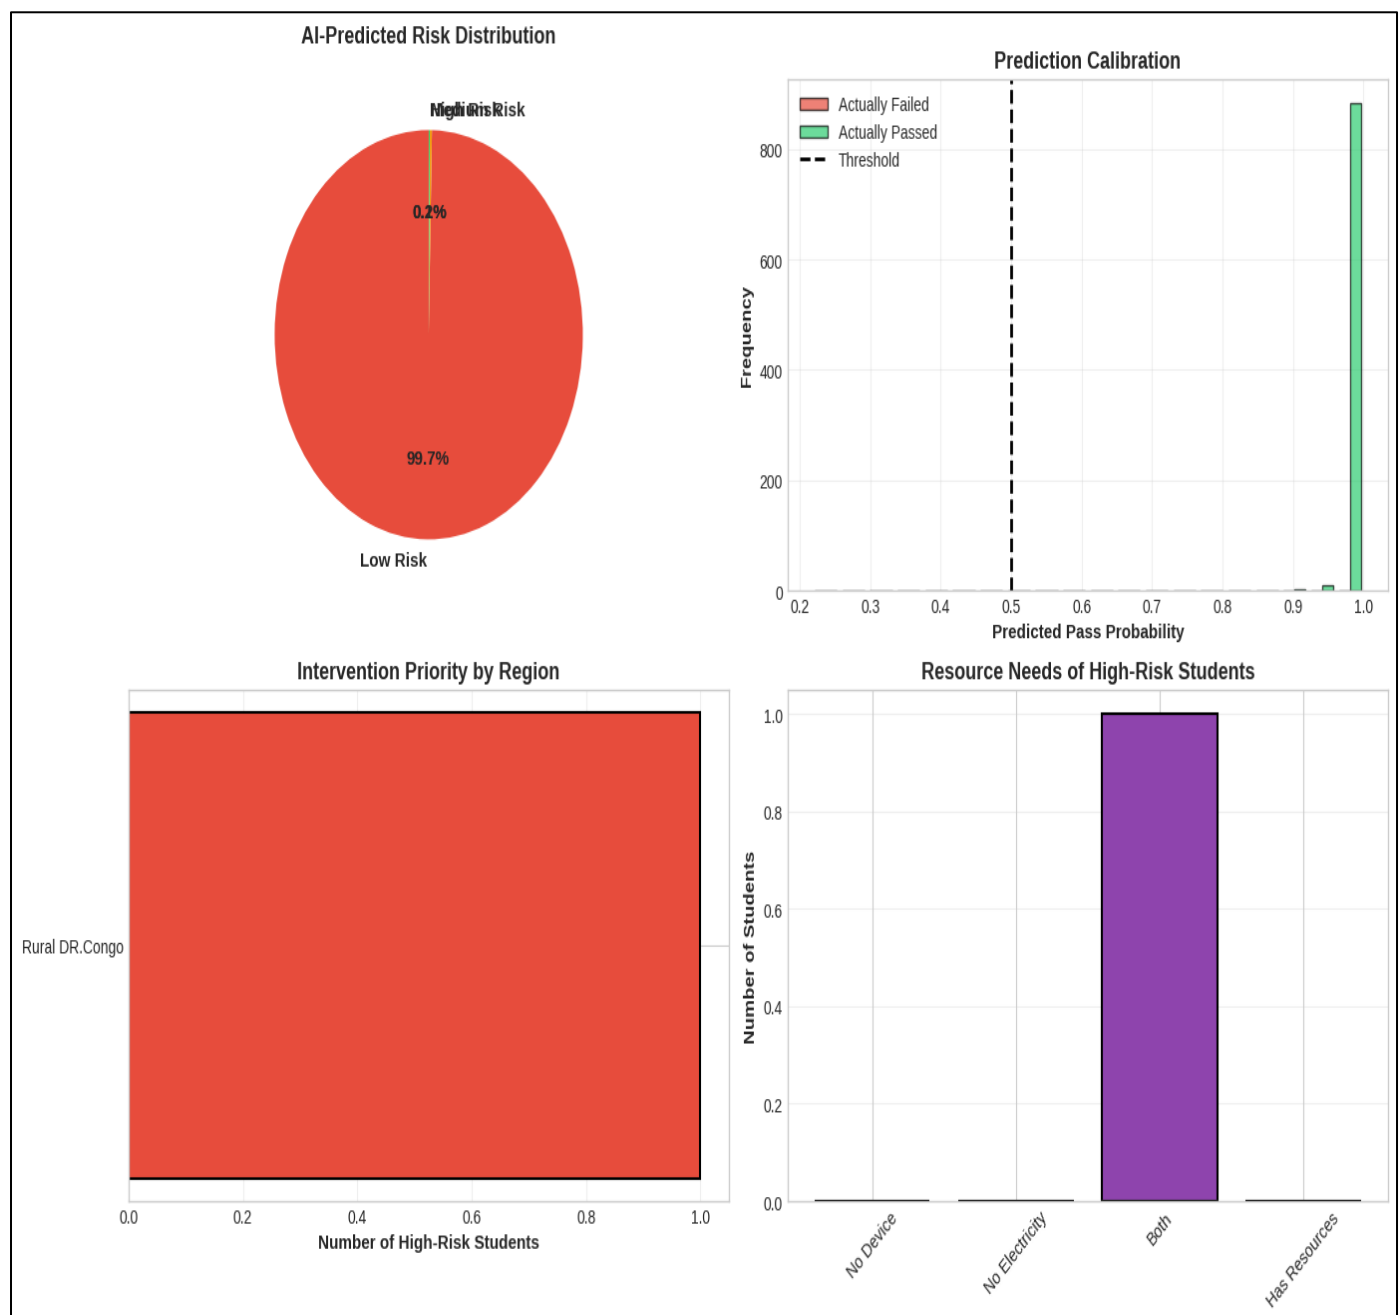 AI-Predicted Risk Distribution
99.7%
Low Risk
Prediction Calibration
Actually Failed
Actually Passed
Threshold
Frequency
800
600
400
200
0
0.2 0.3 0.4 0.5 0.6 0.7 0.8 0.9 1.0
Predicted Pass Probability
Intervention Priority by Region
Rural DR.Congo
0.0 0.2 0.4 0.6 0.8 1.0
Number of High-Risk Students
Resource Needs of High-Risk Students
Number of Students
1.0
0.8
0.6
0.4
0.2
0.0
No Device
No Electricity
Both
Has Resources